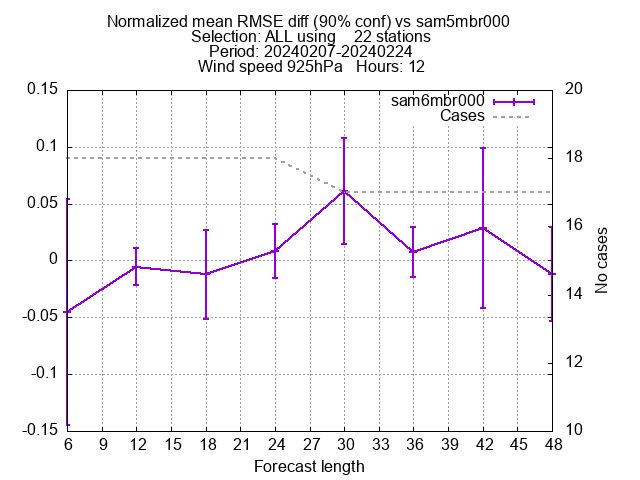 Normalized mean RMSE diff (90% conf) vs sam5mbr000
Selection: ALL using    22 stations
Period: 20240207-20240224
Wind speed 925hPa   Hours: 12
sam6mbr000
Cases
0.15
0.1
0.05
0
-0.05
-0.1
-0.15
20
18
16
14
12
10
No cases
6 9 12 15 18 21 24 27 30 33 36 39 42 45 48
Forecast length